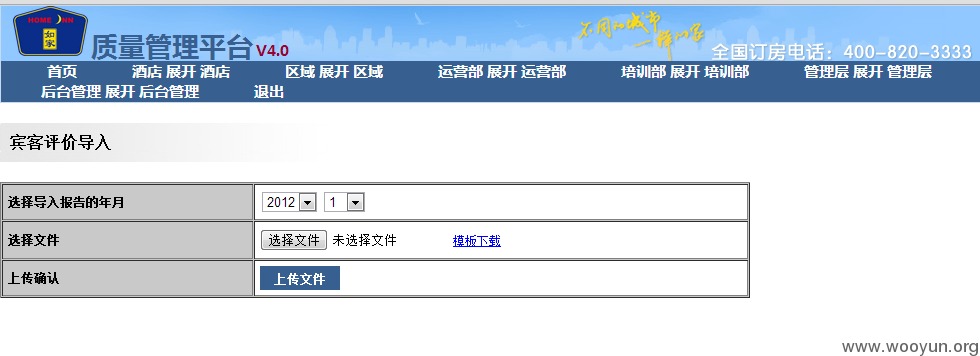 HOME INN
如家
质量管理平台 V4.0
不同的城市
一样的家
全国订房电话：400-820-3333
首页 酒店 展开 酒店 区域 展开 区域 运营部 展开 运营部 培训部 展开 培训部 管理层 展开 管理层
后台管理 展开 后台管理 退出
宾客评价导入
选择导入报告的年月 2012 1
选择文件 选择文件 未选择文件 模板下载
上传确认 上传文件
www.wooyun.org